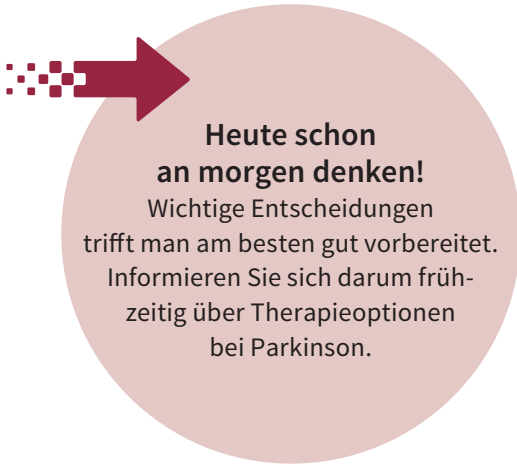 Heute schon
an morgen denken!
Wichtige Entscheidungen
trifft man am besten gut vorbereitet.
Informieren Sie sich darum früh-
zeitig über Therapieoptionen
bei Parkinson.